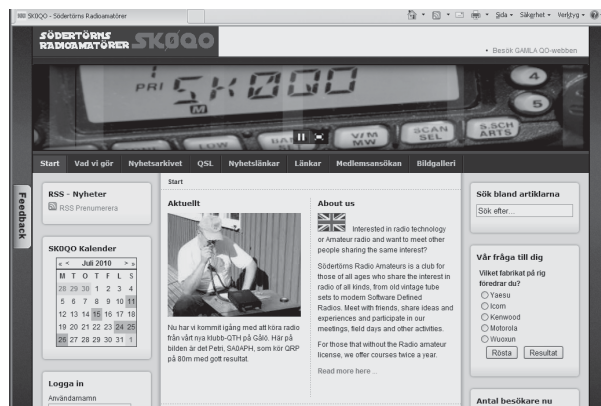 SK0QO - Södertörns Radioamatörer
Sida Säkerhet Verktyg
SÖDERTÖRNS
RADIOAMATÖRER SKØQO
Besök GAMLA QO-webben
PRI SK0QO
M
LOW
V/M
MW
SCAN
SEL
S.SCH
ARTS
4
5
Start Vad vi gör Nyhetsarkivet QSL Nyhetslänkar Länkar Medlemsansökan Bildgalleri
Feedback
RSS - Nyheter
RSS Prenumerera
SK0QO Kalender
« < Juli 2010 > »
M T O T F L S
28 29 30 1 2 3 4
5 6 7 8 9 10 11
12 13 14 15 16 17 18
19 20 21 22 23 24 25
26 27 28 29 30 31 1
Logga in
Användarnamn
Start
Aktuellt
Nu har vi kommit igång med att köra radio
från vårt nya klubb-QTH på Gålö. Här på
bilden är det Petri, SA0APH, som kör QRP
på 80m med gott resultat.
About us
Interested in radio technology
or Amateur radio and want to meet other
people sharing the same interest?
Södertörns Radio Amateurs is a club for
those of all ages who share the interest in
radio of all kinds, from old vintage tube
sets to modern Software Defined
Radios. Meet with friends, share ideas and
experiences and participate in our
meetings, field days and other activities.
For those that without the Radio amateur
license, we offer courses twice a year.
Read more here ...
Sök bland artiklarna
Sök efter...
Vår fråga till dig
Vilket fabrikat på rig
föredrar du?
Yaesu
Icom
Kenwood
Motorola
Wuoxun
Rösta Resultat
Antal besökare nu